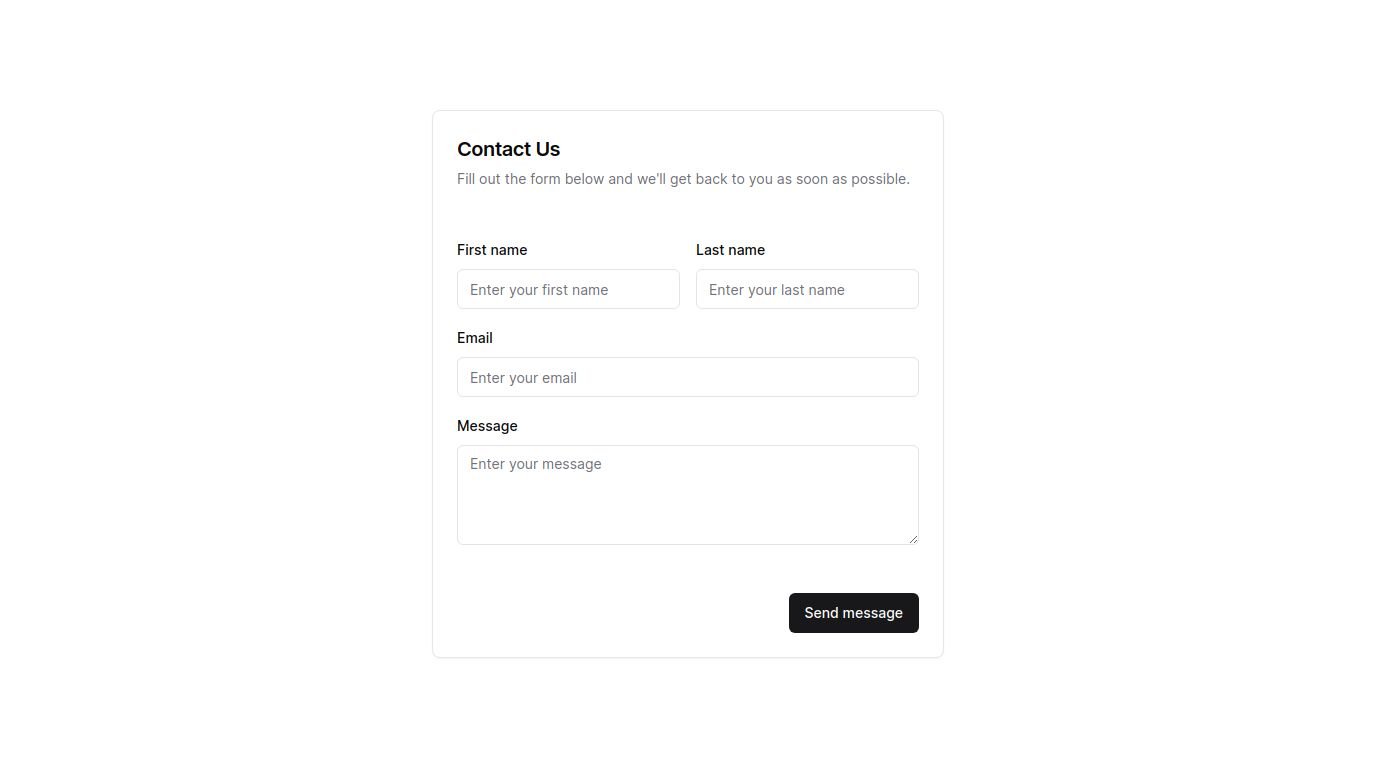 Contact Us
Fill out the form below and we'll get back to you as soon as possible.
First name
Last name
Enter your first name
Enter your last name
Email
Enter your email
Message
Enter your message
Send message